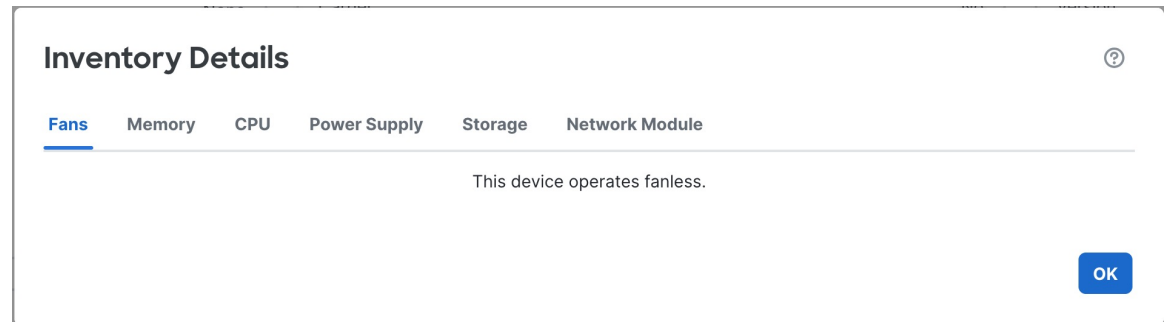 Inventory Details
Fans Memory CPU Power Supply Storage Network Module
This device operates fanless.
OK